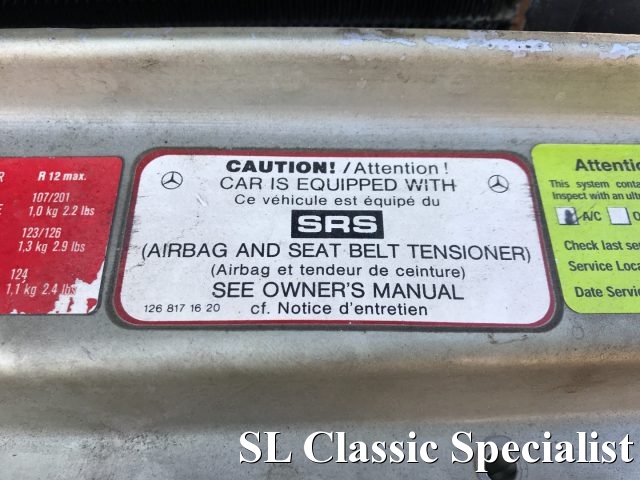 R R 12 max.
107/201
E 1,0 kg 2.2 lbs
123/126
1,3 kg 2.9 lbs
124
1,1 kg 2.4 lbs
CAUTION! /Attention !
CAR IS EQUIPPED WITH
Ce véhicule est équipé du
SRS
(AIRBAG AND SEAT BELT TENSIONER)
(Airbag et tendeur de ceinture)
SEE OWNER'S MANUAL
126 817 16 20 cf. Notice d'entretien
Attentio
This system conta
Inspect with an ultr
A/C
Check last se
Service Loca
Date Servic
SL Classic Specialist